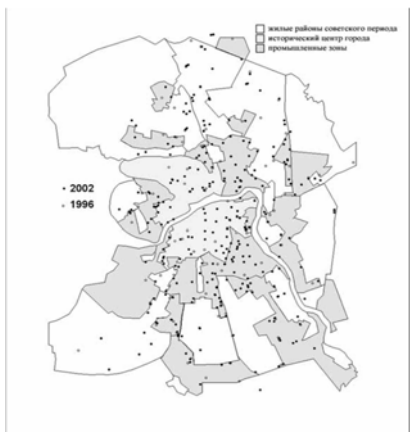 жилые районы советского периода
исторический центр города
промышленные зоны
2002
1996